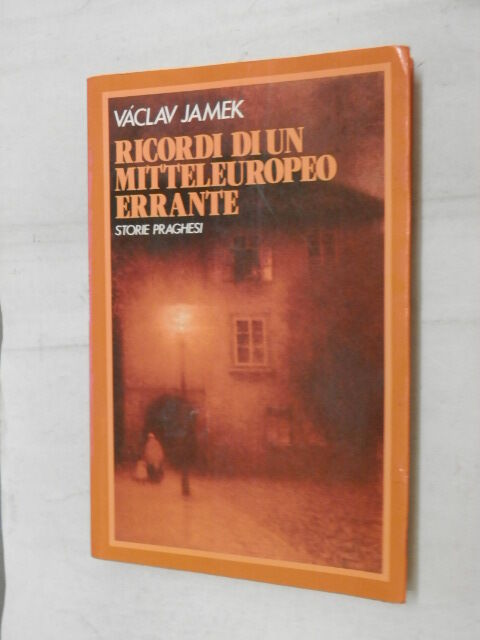 VÁCLAV JAMEK
RICORDI DI UN
MITTELEUROPEO
ERRANTE
STORIE PRAGHESI